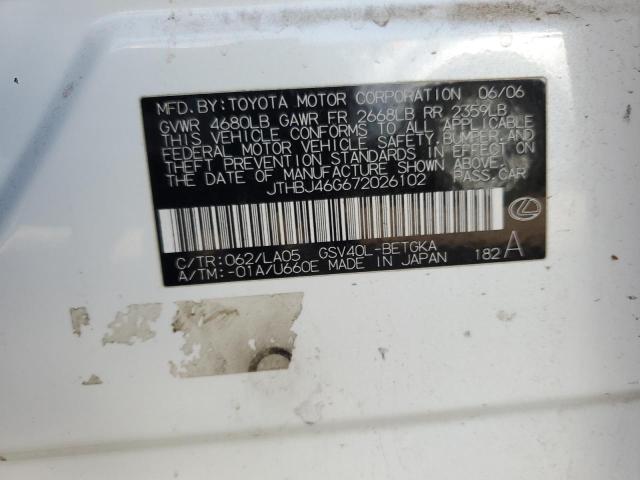 MFD. BY: TOYOTA MOTOR CORPORATION 06/06
GVWR 4680LB GAWR FR 2668LB RR 2359LB
THIS VEHICLE CONFORMS TO ALL APPLICABLE
FEDERAL MOTOR VEHICLE SAFETY, BUMPER, AND
THEFT PREVENTION STANDARDS IN EFFECT ON
THE DATE OF MANUFACTURE SHOWN ABOVE.
JTHBJ46G672026102 PASS.CAR
C/TR:062/LA05 GSV40L-BETGKA
A/TM:-01A/U660E MADE IN JAPAN 182 A